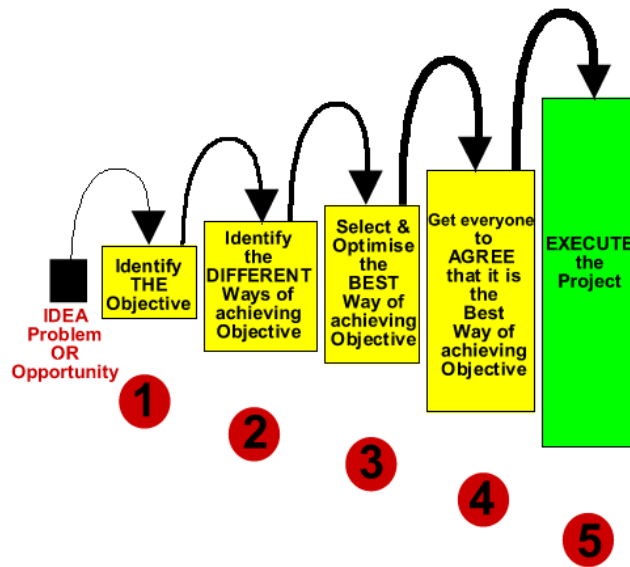 IDEA
Problem
OR
Opportunity
Identify
THE
Objective
1
Identify
the
DIFFERENT
Ways of
achieving
Objective
2
Select &
Optimise
the
BEST
Way of
achieving
Objective
3
Get everyone
to
AGREE
that it is
the
Best
Way of
achieving
Objective
4
EXECUTE
the
Project
5